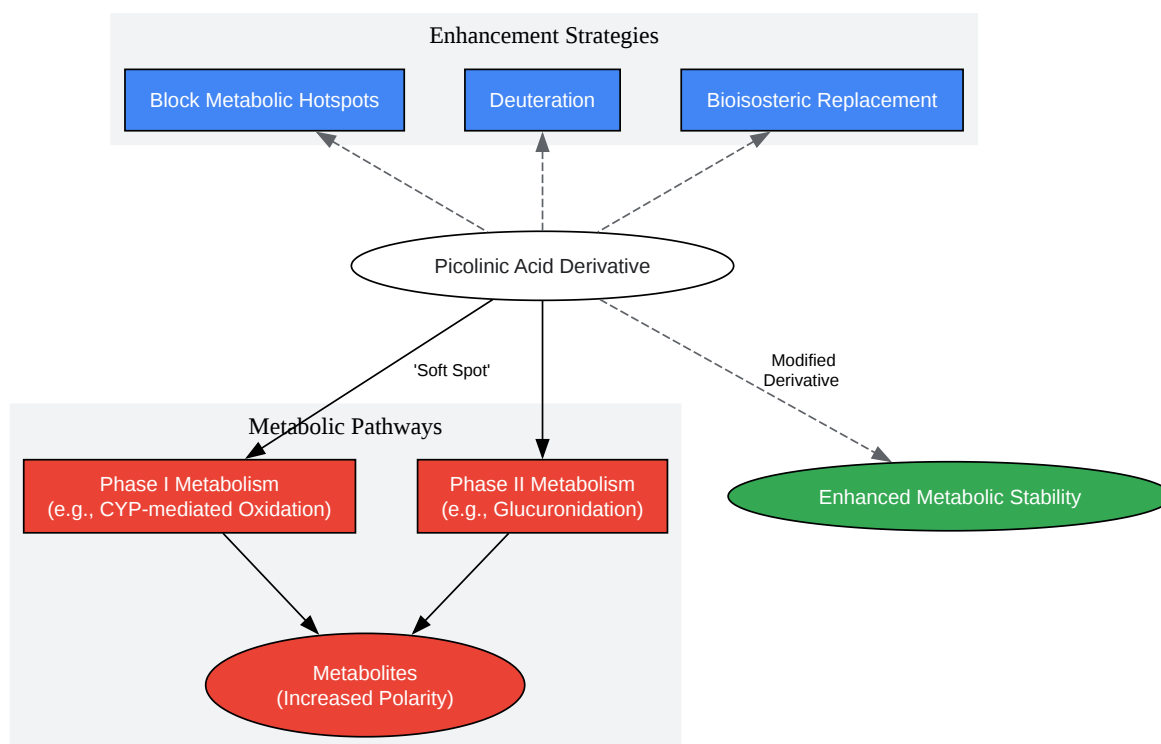 Enhancement Strategies
Block Metabolic Hotspots
Deuteration
Bioisosteric Replacement
Picolinic Acid Derivative
'Soft Spot'
Modified
Derivative
Metabolic Pathways
Phase I Metabolism
(e.g., CYP-mediated Oxidation)
Phase II Metabolism
(e.g., Glucuronidation)
Enhanced Metabolic Stability
Metabolites
(Increased Polarity)